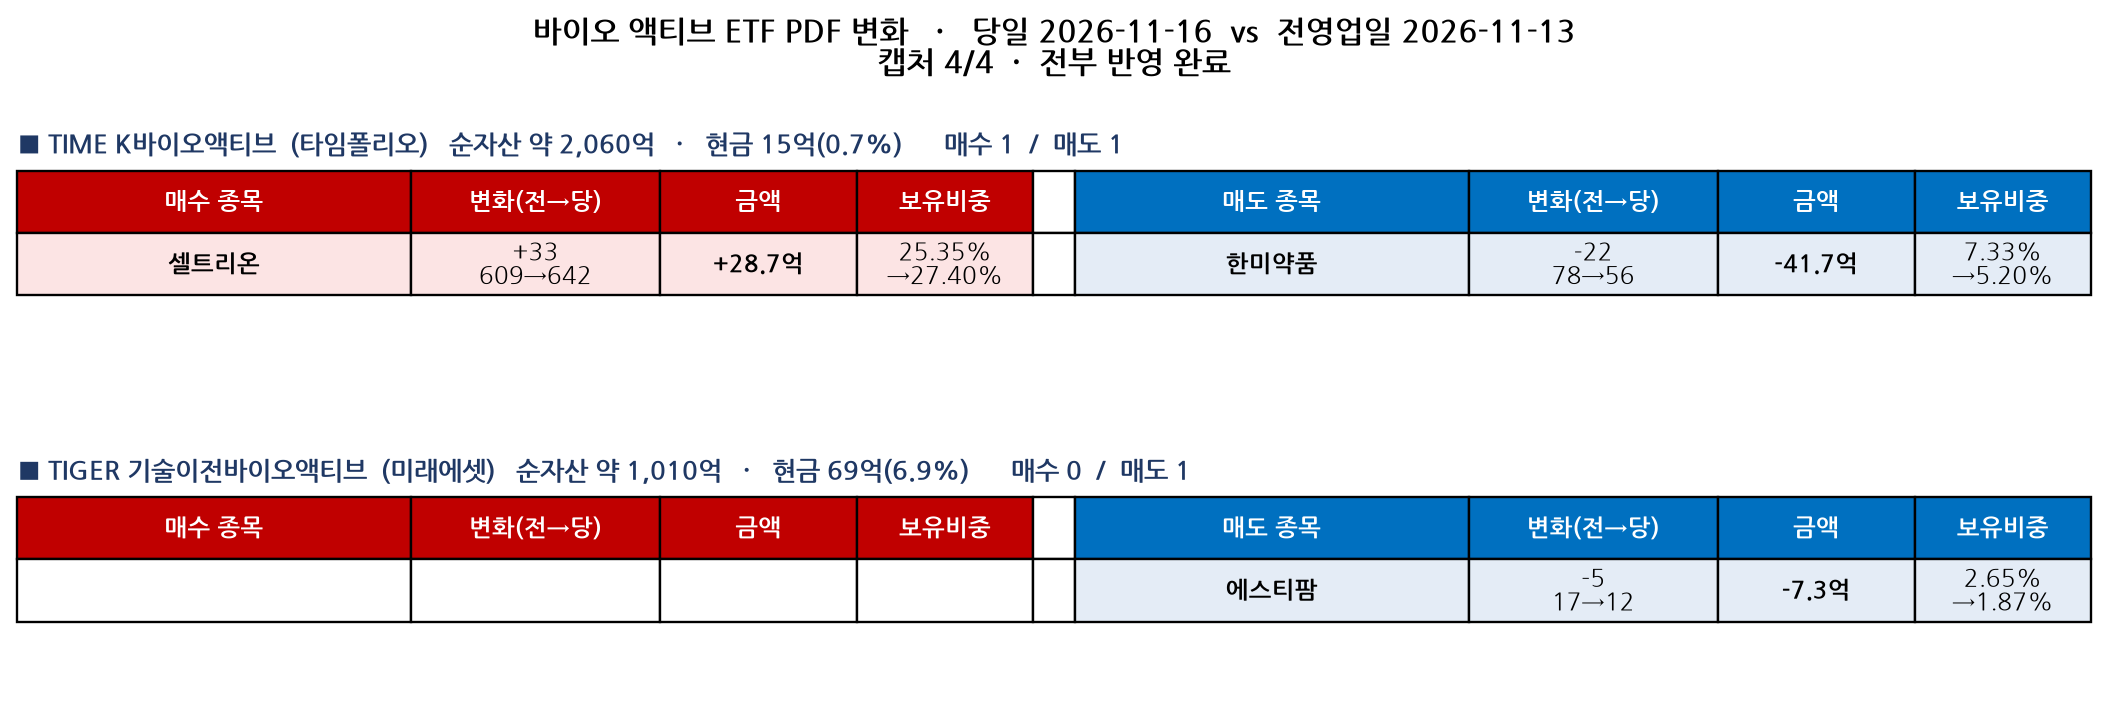 바이오 액티브 ETF PDF 변화 · 당일 2026-11-16 vs 전영업일 2026-11-13
캡처 4/4 · 전부 반영 완료
■ TIME K바이오액티브 (타임폴리오) 순자산 약 2,060억 · 현금 15억(0.7%) 매수 1 / 매도 1
매수 종목 변화(전→당) 금액 보유비중 매도 종목 변화(전→당) 금액 보유비중
셀트리온 +33 609→642 +28.7억 25.35% →27.40% 한미약품 -22 78→56 -41.7억 7.33% →5.20%
■ TIGER 기술이전바이오액티브 (미래에셋) 순자산 약 1,010억 · 현금 69억(6.9%) 매수 0 / 매도 1
매수 종목 변화(전→당) 금액 보유비중 매도 종목 변화(전→당) 금액 보유비중
에스티팜 -5 17→12 -7.3억 2.65% →1.87%